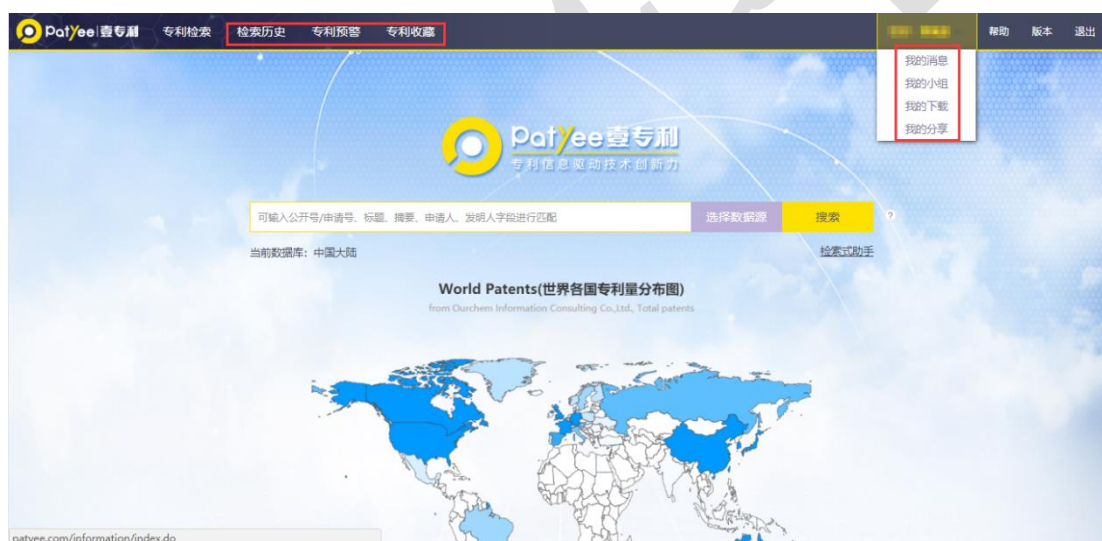 Patyee|壹专利 专利检索 检索历史 专利预警 专利收藏 帮助 版本 退出
我的消息
我的小组
我的下载
我的分享
Patyee壹专利
专利信息驱动技术创新力
可输入公开号/申请号、标题、摘要、申请人、发明人字段进行匹配 选择数据源 搜索 ?
当前数据库：中国大陆 检索式助手
World Patents(世界各国专利量分布图)
from Ourchem Information Consulting Co.,Ltd., Total patents
patyee.com/information/index.do